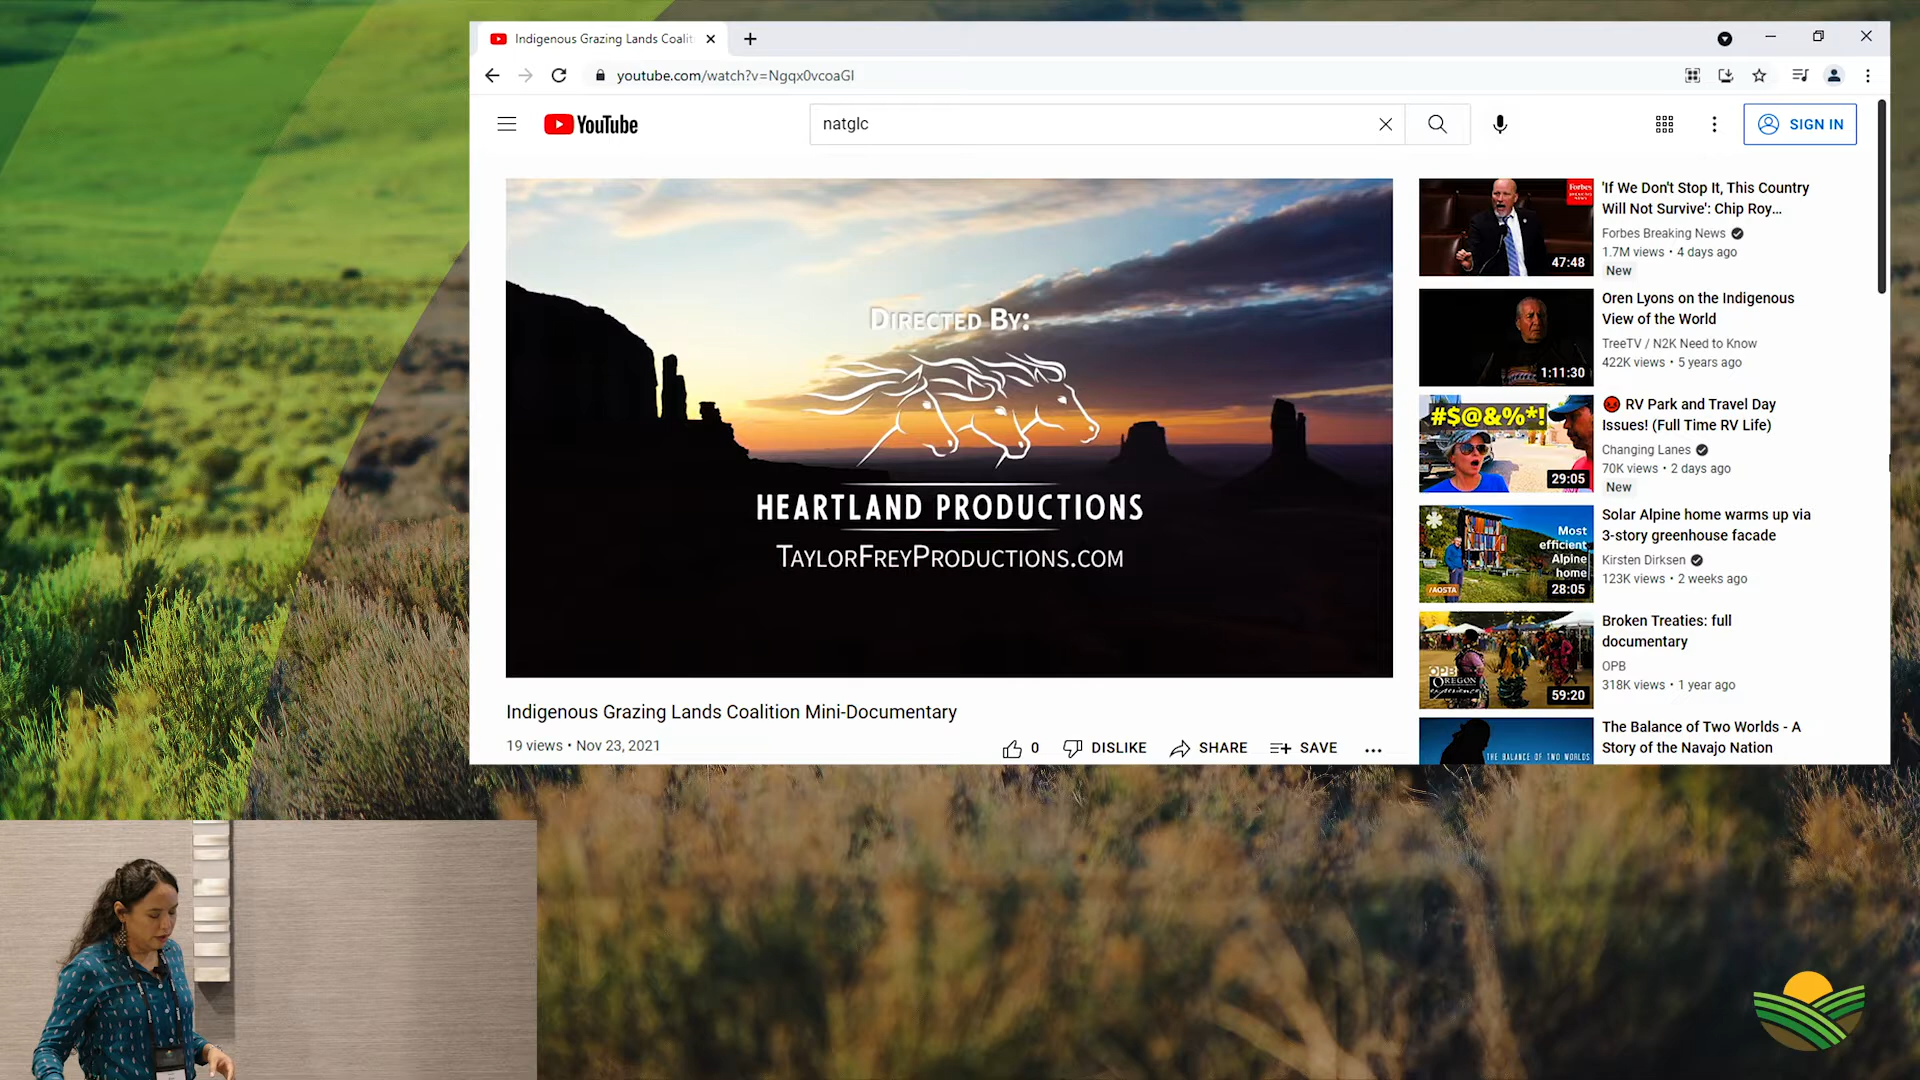 Indigenous Grazing Lands Coalit
youtube.com/watch?v=Ngqx0vcoaGI
YouTube
natglc
SIGN IN
DIRECTED BY:
HEARTLAND PRODUCTIONS
TAYLORFREYPRODUCTIONS.COM
Indigenous Grazing Lands Coalition Mini-Documentary
19 views • Nov 23, 2021
0
DISLIKE
SHARE
SAVE
Forbes
47:48
'If We Don't Stop It, This Country
Will Not Survive': Chip Roy...
Forbes Breaking News
1.7M views • 4 days ago
New
1:11:30
Oren Lyons on the Indigenous
View of the World
TreeTV / N2K Need to Know
422K views • 5 years ago
#$@&%*!
29:05
RV Park and Travel Day
Issues! (Full Time RV Life)
Changing Lanes
70K views • 2 days ago
New
Most
efficient
Alpine
home
/AOSTA
28:05
Solar Alpine home warms up via
3-story greenhouse facade
Kirsten Dirksen
123K views • 2 weeks ago
OPB
OREGON
experience
59:20
Broken Treaties: full
documentary
OPB
318K views • 1 year ago
THE BALANCE OF TWO WORLDS
The Balance of Two Worlds - A
Story of the Navajo Nation